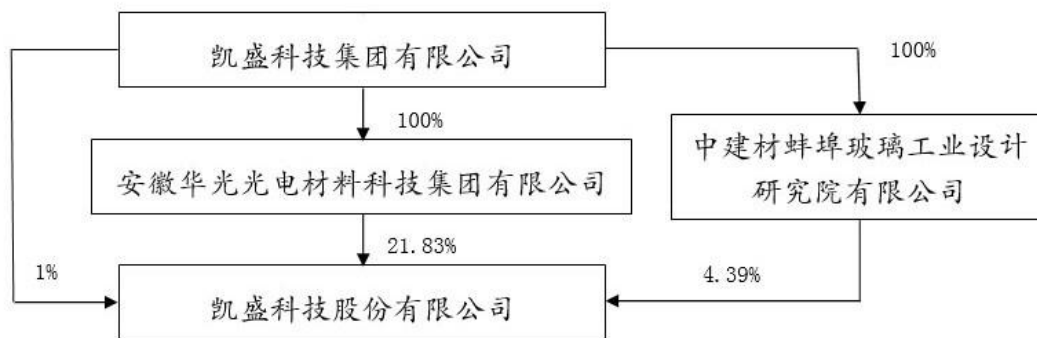 凯盛科技集团有限公司
100%
100%
中建材蚌埠玻璃工业设计
研究院有限公司
安徽华光光电材料科技集团有限公司
21.83%
1%
4.39%
凯盛科技股份有限公司